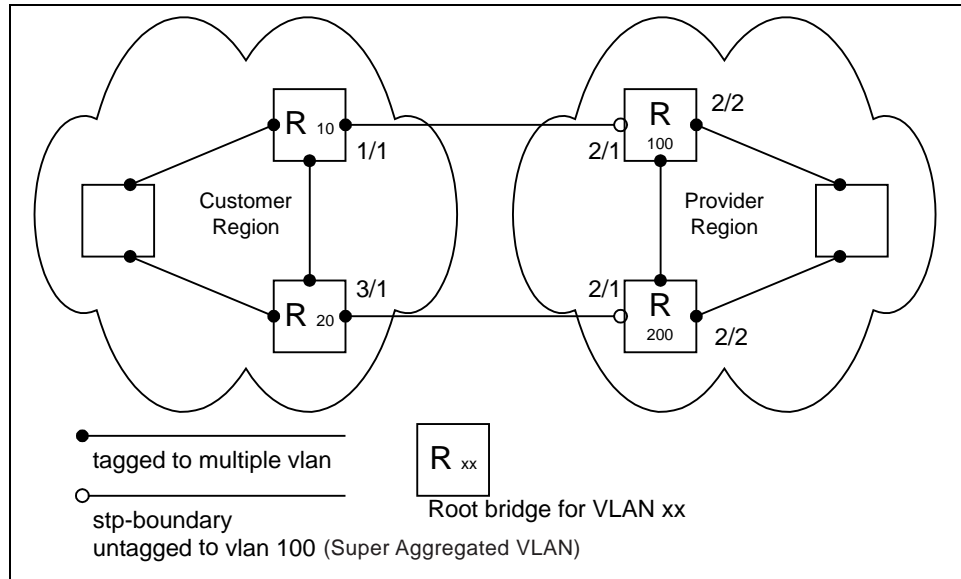 R 10
1/1
2/1
R
100
2/2
Customer
Region
Provider
Region
R 20
3/1
2/1
R
200
2/2
tagged to multiple vlan
R xx
Root bridge for VLAN xx
stp-boundary
untagged to vlan 100 (Super Aggregated VLAN)